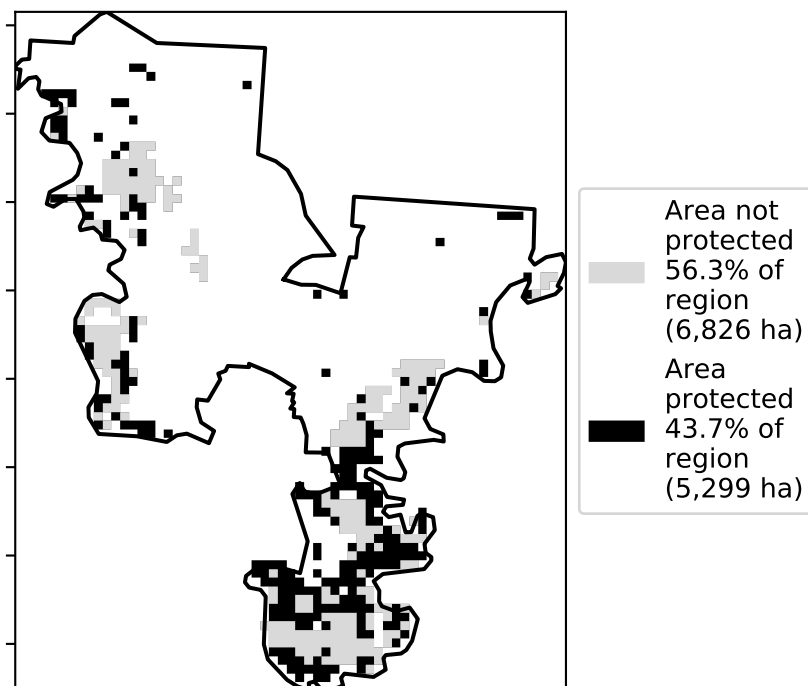 Area not
protected
56.3% of
region
(6,826 ha)
Area
protected
43.7% of
region
(5,299 ha)